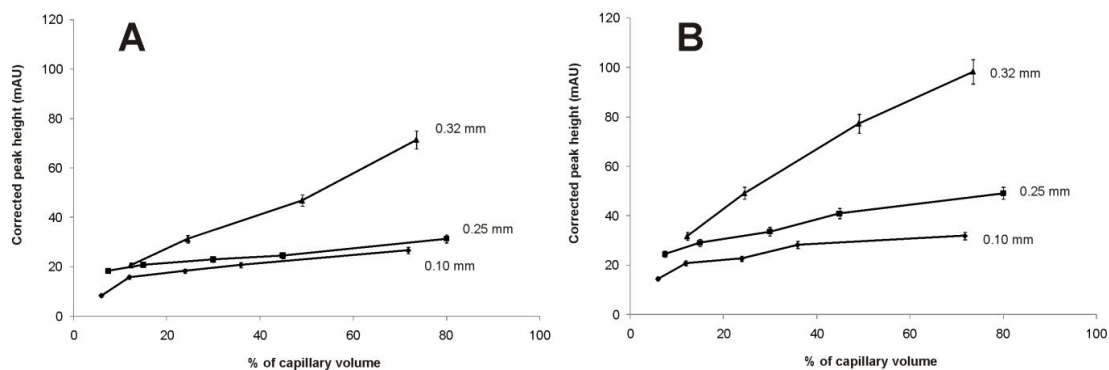 A
Corrected peak height (mAU)
120
100
80
60
40
20
0
0.32 mm
0.25 mm
0.10 mm
0 20 40 60 80 100
% of capillary volume
B
Corrected peak height (mAU)
120
100
80
60
40
20
0
0.32 mm
0.25 mm
0.10 mm
0 20 40 60 80 100
% of capillary volume